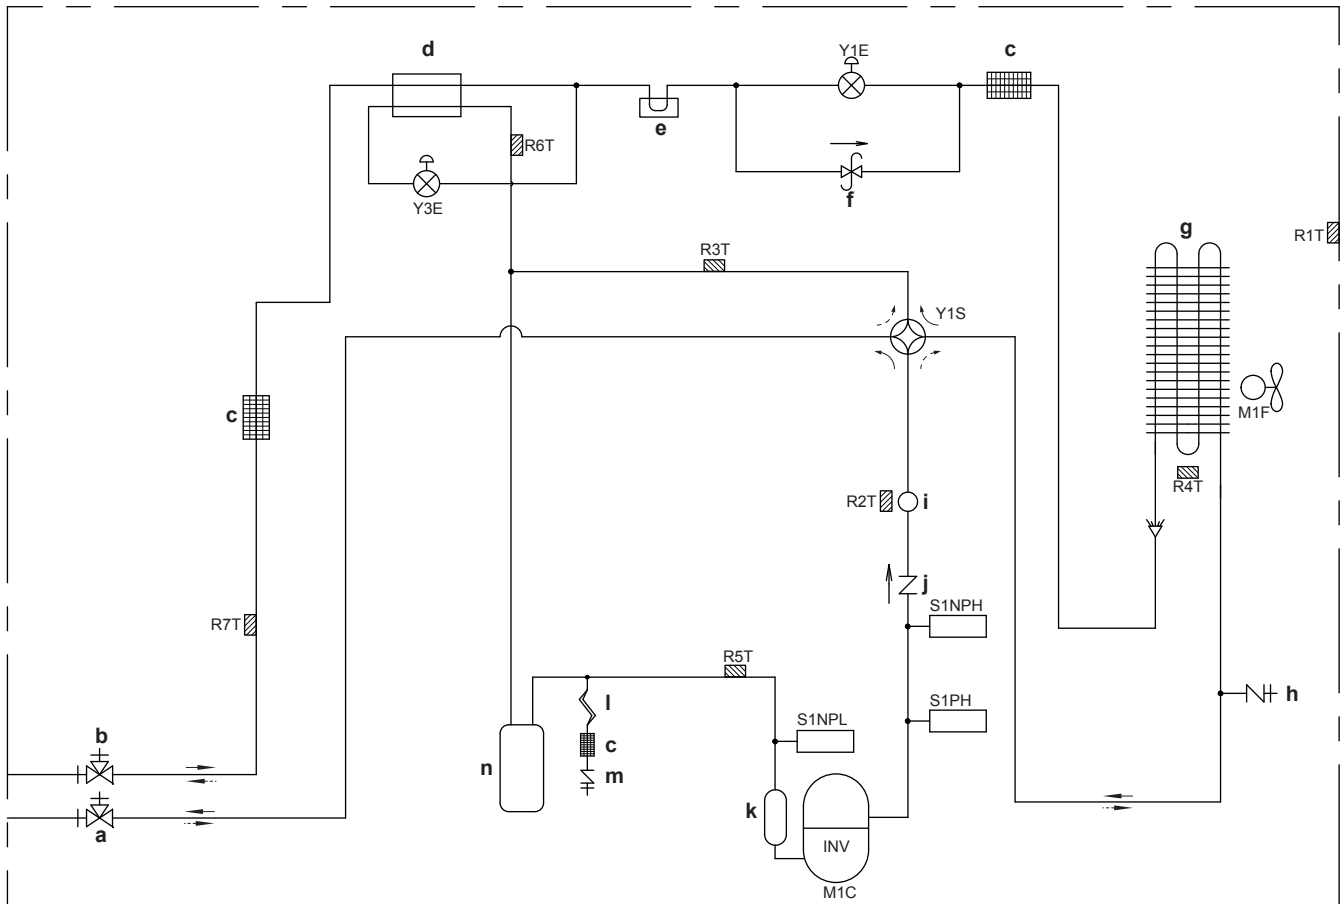 d
Y1E
c
e
R6T
Y3E
f
R1T
g
R3T
Y1S
c
M1F
R4T
R2T
i
j
S1NPH
R7T
R5T
h
l
S1PH
S1NPL
b
c
n
m
k
a
INV
M1C